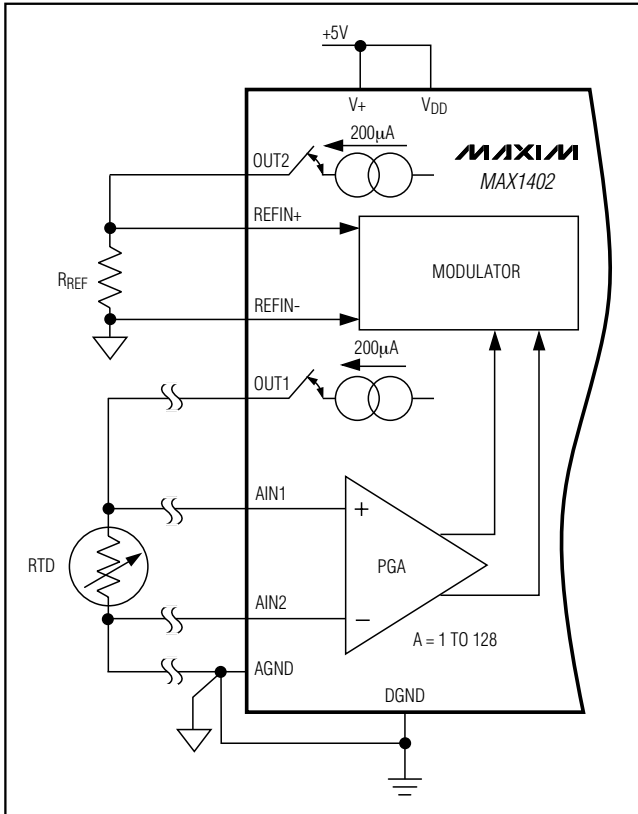 +5V
V+
VDD
200μA
MAXIM
MAX1402
OUT2
REFIN+
RREF
MODULATOR
REFIN-
200μA
OUT1
AIN1
+
RTD
PGA
AIN2
−
A = 1 TO 128
AGND
DGND